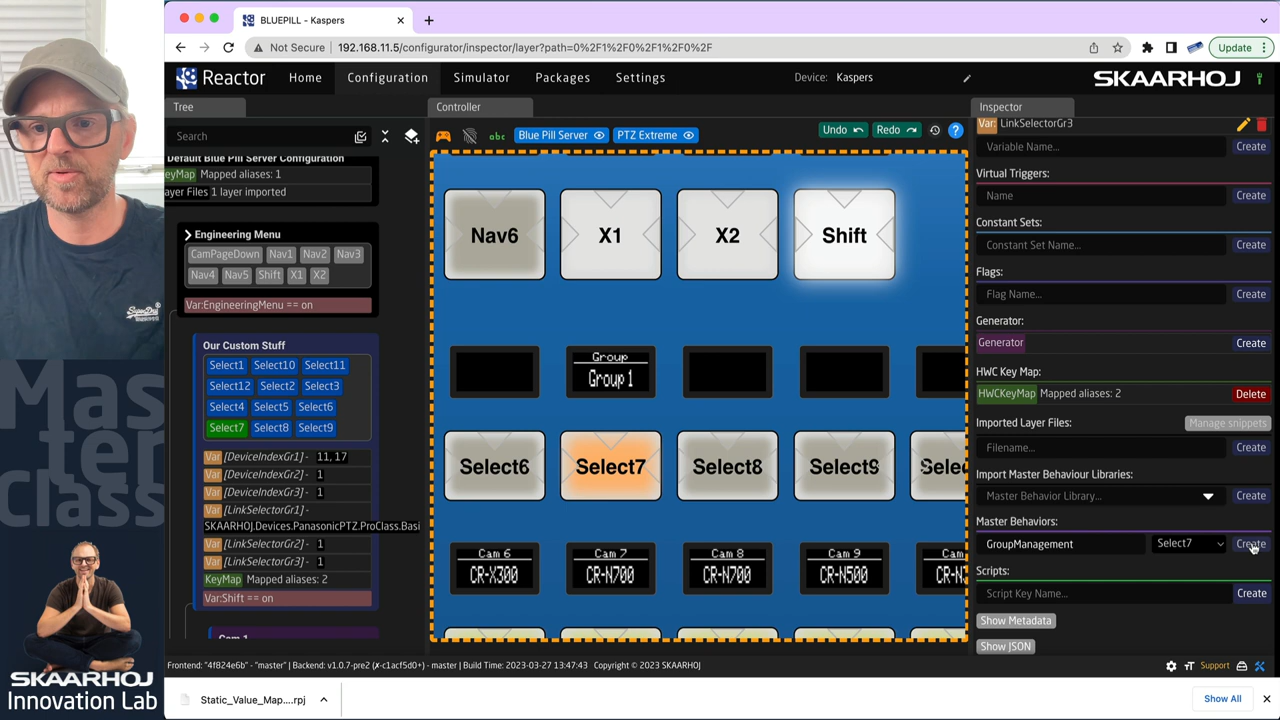 BLUEPILL - Kaspers
Not Secure 192.168.11.5/configurator/inspector/layer?path=0%2F1%2F0%2F1%2F0%2F
Update
Reactor Home Configuration Simulator Packages Settings Device: Kaspers SKAARHOJ
Tree Controller Inspector
Search
abc Blue Pill Server PTZ Extreme Undo Redo ?
Default Blue Pill Server Configuration
KeyMap Mapped aliases: 1
Layer Files 1 layer imported
Engineering Menu
CamPageDown Nav1 Nav2 Nav3
Nav4 Nav5 Shift X1 X2
Var:EngineeringMenu == on
Our Custom Stuff
Select1 Select10 Select11
Select12 Select2 Select3
Select4 Select5 Select6
Select7 Select8 Select9
Var [DeviceIndexGr1] - 11, 17
Var [DeviceIndexGr2] - 1
Var [DeviceIndexGr3] - 1
Var [LinkSelectorGr1] -
SKAARHOJ.Devices.PanasonicPTZ.ProClass.Basi
Var [LinkSelectorGr2] - 1
Var [LinkSelectorGr3] - 1
KeyMap Mapped aliases: 2
Var:Shift == on
Cam 1
Nav6 X1 X2 Shift
Group
Group 1
Select6 Select7 Select8 Select9 Selec
Cam 6 Cam 7 Cam 8 Cam 9
CR-X300 CR-N700 CR-N700 CR-N500
Var: LinkSelectorGr3
Variable Name... Create
Virtual Triggers:
Name Create
Constant Sets:
Constant Set Name... Create
Flags:
Flag Name... Create
Generator:
Generator Create
HWC Key Map:
HWCKeyMap Mapped aliases: 2 Delete
Imported Layer Files: Manage snippets
Filename... Create
Import Master Behaviour Libraries:
Master Behavior Library... Create
Master Behaviors:
GroupManagement Select7 Create
Scripts:
Script Key Name... Create
Show Metadata
Show JSON
Frontend: "4f824e6b" - "master" | Backend: v1.0.7-pre2 (✗-c1acf5d0+) - master | Build Time: 2023-03-27 13:47:43 Copyright © 2023 SKAARHOJ
Support
Static_Value_Map....rpj Show All
Master
Class
SKAARHOJ
Innovation Lab